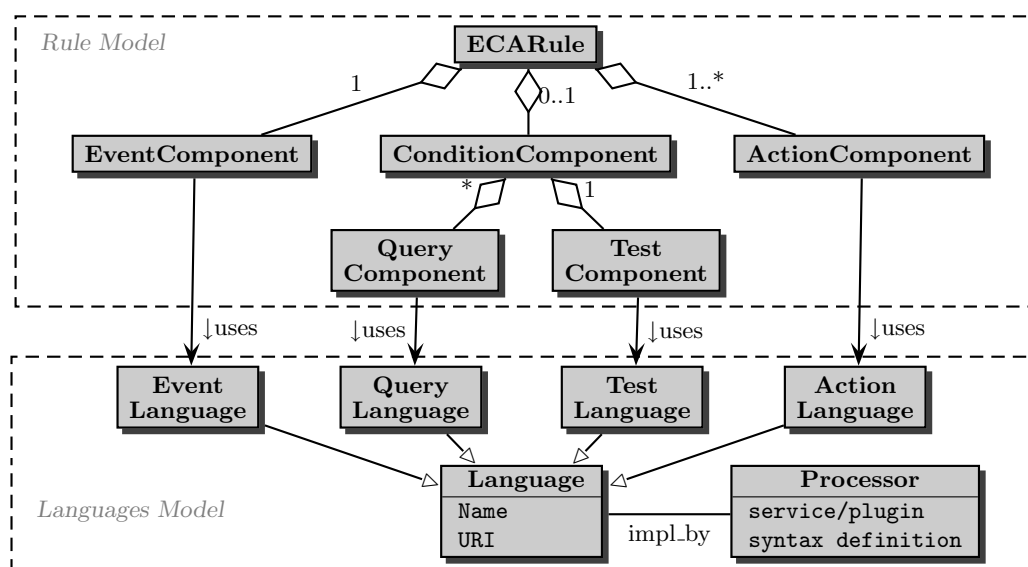 Rule Model
ECARule
1
0..1
1..*
EventComponent
ConditionComponent
ActionComponent
*
1
Query
Component
Test
Component
↓uses
↓uses
↓uses
↓uses
Event
Language
Query
Language
Test
Language
Action
Language
Languages Model
Language
Name
URI
impl_by
Processor
service/plugin
syntax definition